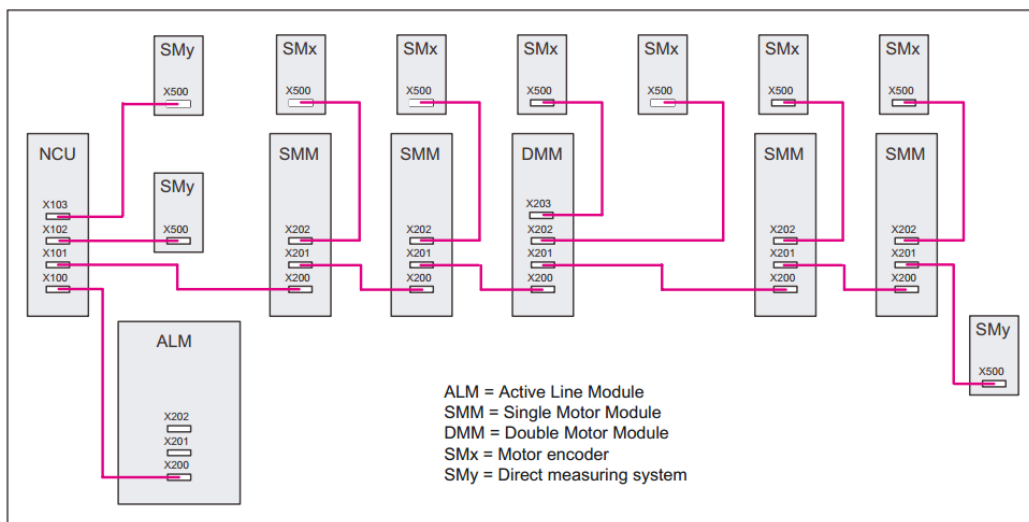 SMy
X500
SMx
X500
SMx
X500
SMx
X500
SMx
X500
SMx
X500
SMx
X500
NCU
X103
X102
X101
X100
SMy
X500
SMM
X202
X201
X200
SMM
X202
X201
X200
DMM
X203
X202
X201
X200
SMM
X202
X201
X200
SMM
X202
X201
X200
SMy
X500
ALM
X202
X201
X200
ALM = Active Line Module
SMM = Single Motor Module
DMM = Double Motor Module
SMx = Motor encoder
SMy = Direct measuring system